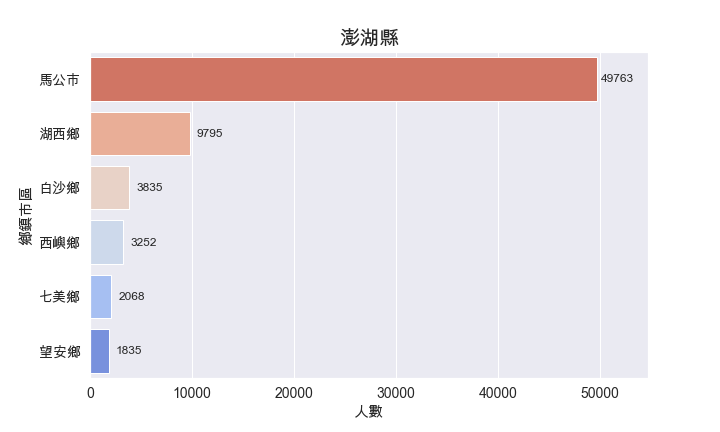 澎湖縣
鄉鎮市區
馬公市 49763
湖西鄉 9795
白沙鄉 3835
西嶼鄉 3252
七美鄉 2068
望安鄉 1835
0 10000 20000 30000 40000 50000
人數